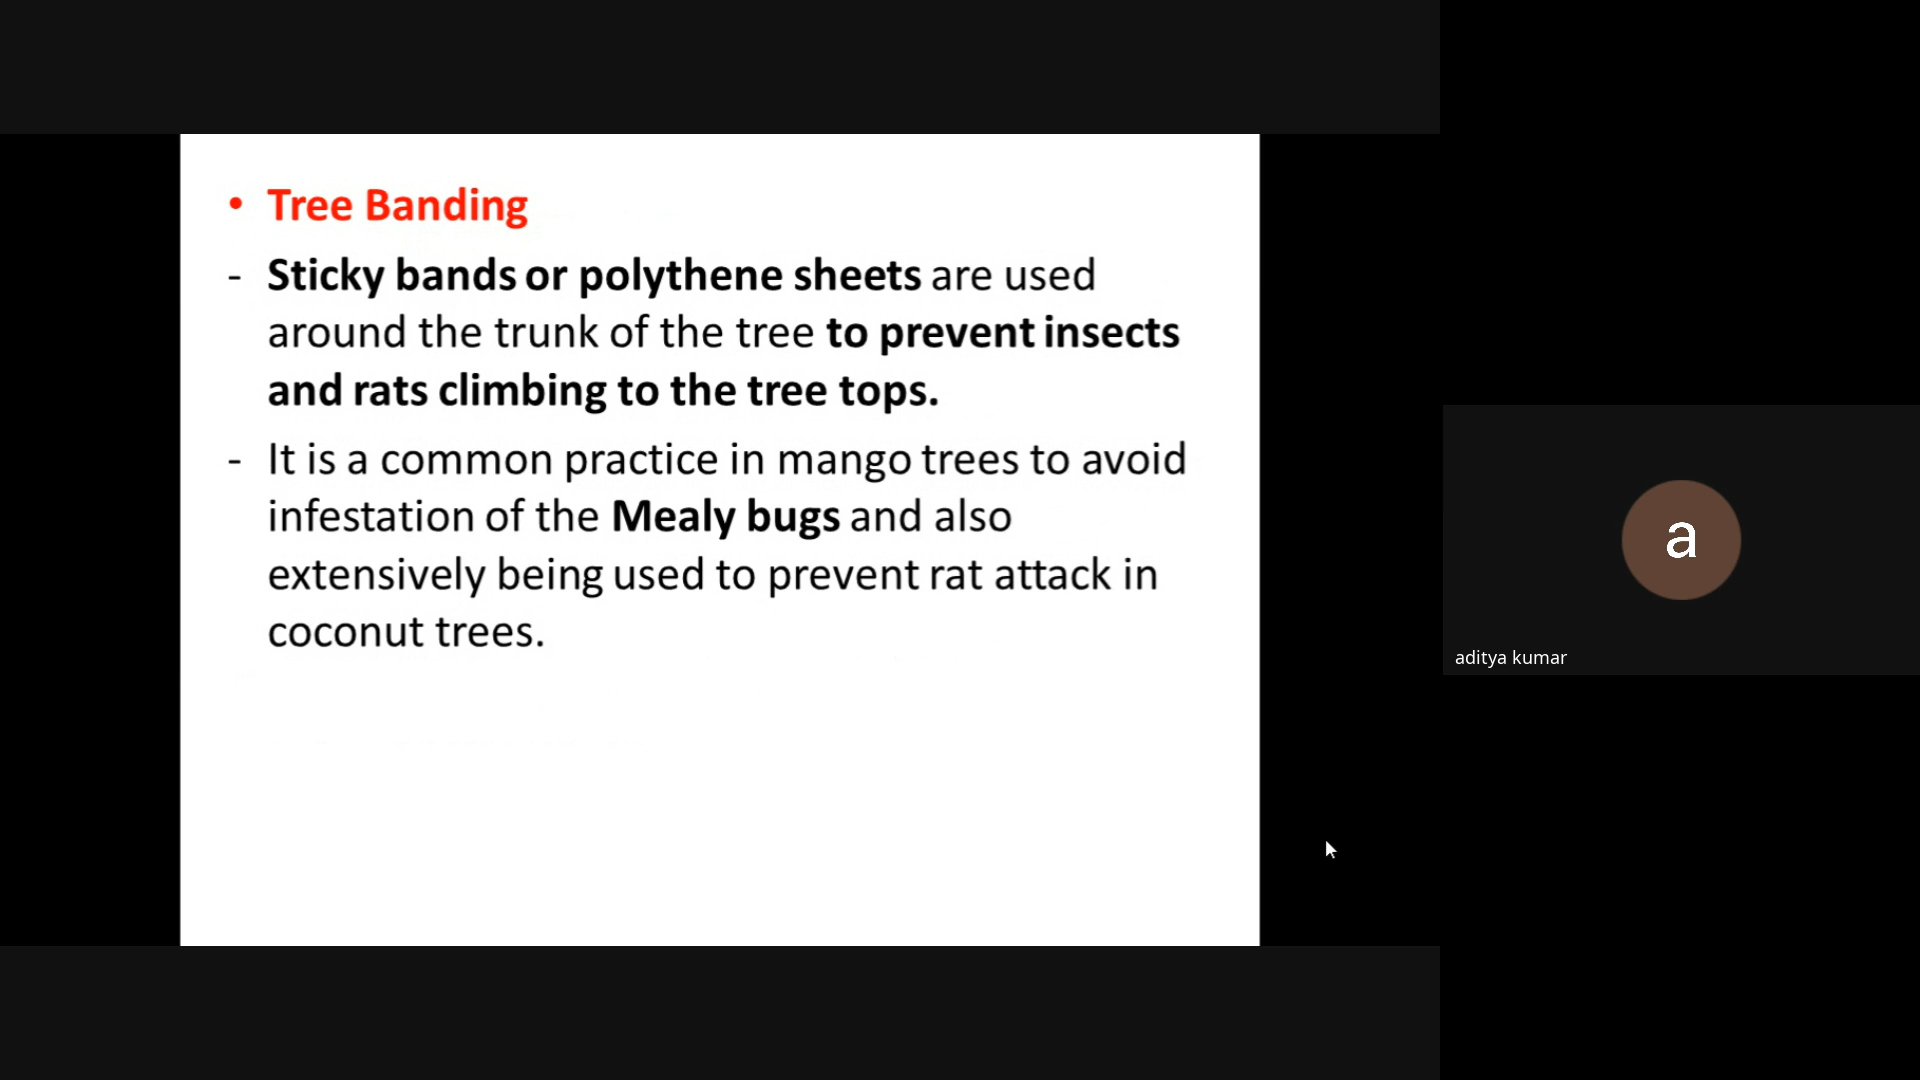 • Tree Banding
- Sticky bands or polythene sheets are used
around the trunk of the tree to prevent insects
and rats climbing to the tree tops.
- It is a common practice in mango trees to avoid
infestation of the Mealy bugs and also
extensively being used to prevent rat attack in
coconut trees.
a
aditya kumar